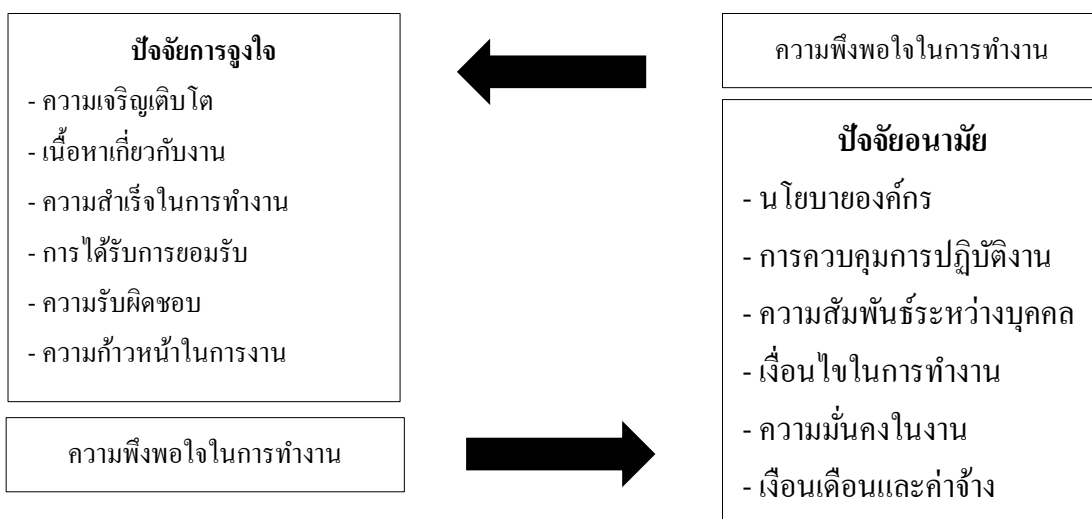 ปัจจัยการจูงใจ
- ความเจริญเติบโต
- เนื้อหาเกี่ยวกับงาน
- ความสำเร็จในการทำงาน
- การได้รับการยอมรับ
- ความรับผิดชอบ
- ความก้าวหน้าในการงาน
ความพึงพอใจในการทำงาน
ความพึงพอใจในการทำงาน
ปัจจัยอนามัย
- นโยบายองค์กร
- การควบคุมการปฏิบัติงาน
- ความสัมพันธ์ระหว่างบุคคล
- เงื่อนไขในการทำงาน
- ความมั่นคงในงาน
- เงือนเดือนและค่าจ้าง